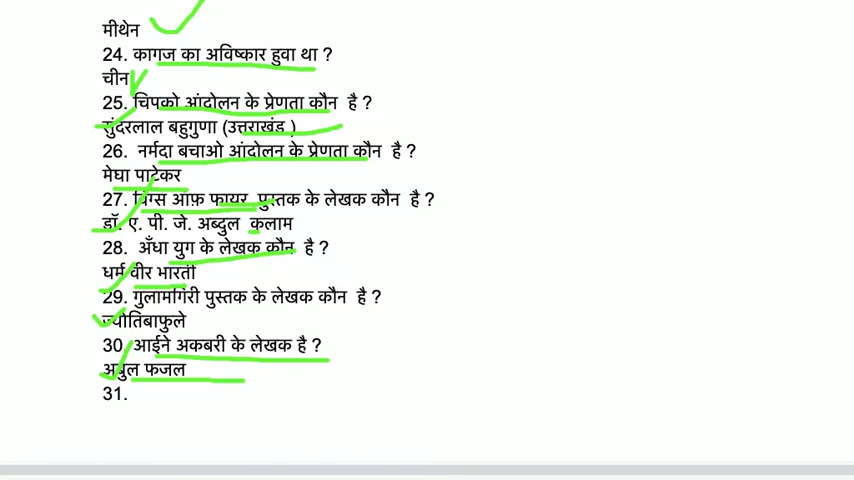 मीथेन
24. कागज का अविष्कार हुवा था ?
चीन
25. चिपको आंदोलन के प्रेणता कौन है ?
सुंदरलाल बहुगुणा (उत्तराखंड )
26. नर्मदा बचाओ आंदोलन के प्रेणता कौन है ?
मेघा पाटेकर
27. विंग्स आफ़ फायर पुस्तक के लेखक कौन है ?
डॉ. ए. पी. जे. अब्दुल कलाम
28. अँधा युग के लेखक कौन है ?
धर्म वीर भारती
29. गुलामगिरी पुस्तक के लेखक कौन है ?
ज्योतिबाफुले
30. आईने अकबरी के लेखक है ?
अबुल फजल
31.